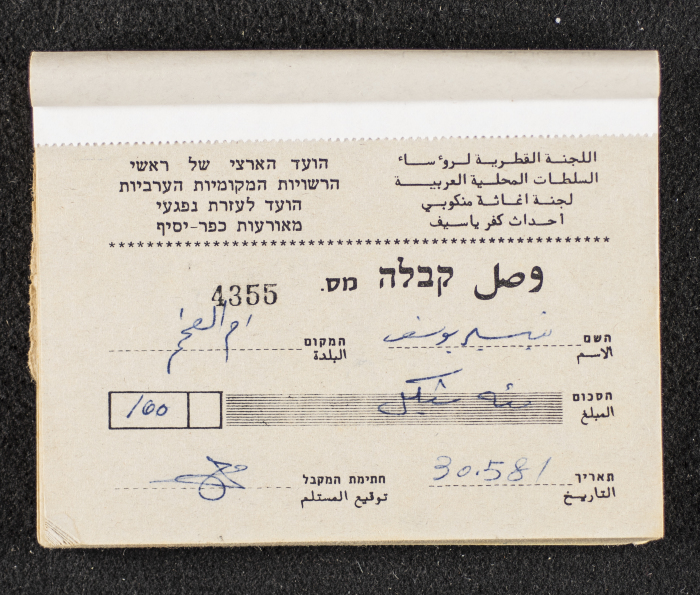 اللجنة القطرية لرؤساء
السلطات المحلية العربية
لجنة اغاثة منكوبي
أحداث كفر ياسيف
הועד הארצי של ראשי
הרשויות המקומיות הערביות
הועד לעזרת נפגעי
מאורעות כפר-יסיף
وصل קבלה מס. 4355
השם يوسف
الاسم
המקום ام الفحم
البلدة
הסכום مئة شيكل 100
المبلغ
תאריך 30.5.81
التاريخ
חתימת המקבל
توقيع المستلم